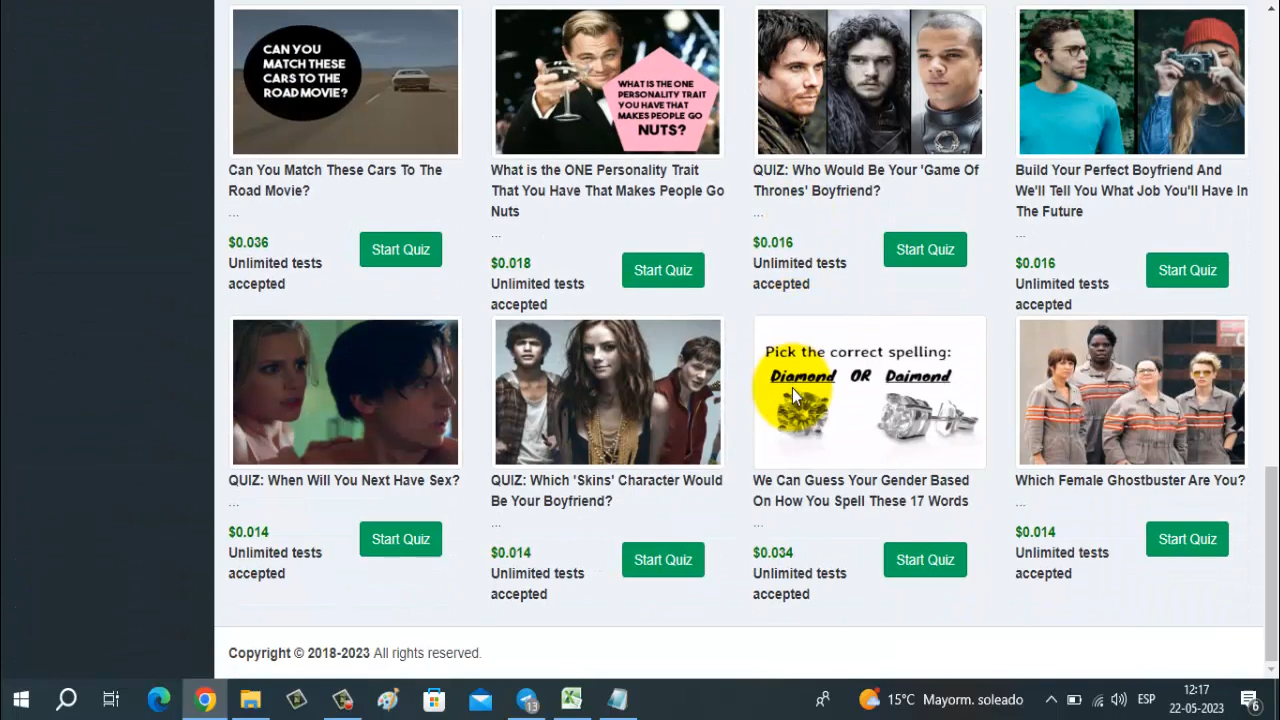 CAN YOU
MATCH THESE
CARS TO THE
ROAD MOVIE?
WHAT IS THE ONE
PERSONALITY TRAIT
YOU HAVE THAT
MAKES PEOPLE GO
NUTS?
Can You Match These Cars To The
Road Movie?
...
$0.036
Unlimited tests
accepted
Start Quiz
What is the ONE Personality Trait
That You Have That Makes People Go
Nuts
...
$0.018
Unlimited tests
accepted
Start Quiz
QUIZ: Who Would Be Your 'Game Of
Thrones' Boyfriend?
...
$0.016
Unlimited tests
accepted
Start Quiz
Build Your Perfect Boyfriend And
We'll Tell You What Job You'll Have In
The Future
...
$0.016
Unlimited tests
accepted
Start Quiz
QUIZ: When Will You Next Have Sex?
...
$0.014
Unlimited tests
accepted
Start Quiz
QUIZ: Which 'Skins' Character Would
Be Your Boyfriend?
...
$0.014
Unlimited tests
accepted
Start Quiz
Pick the correct spelling:
Diamond OR Daimond
We Can Guess Your Gender Based
On How You Spell These 17 Words
...
$0.034
Unlimited tests
accepted
Start Quiz
Which Female Ghostbuster Are You?
...
$0.014
Unlimited tests
accepted
Start Quiz
Copyright © 2018-2023 All rights reserved.
13
15°C Mayorm. soleado
ESP
12:17
22-05-2023
6